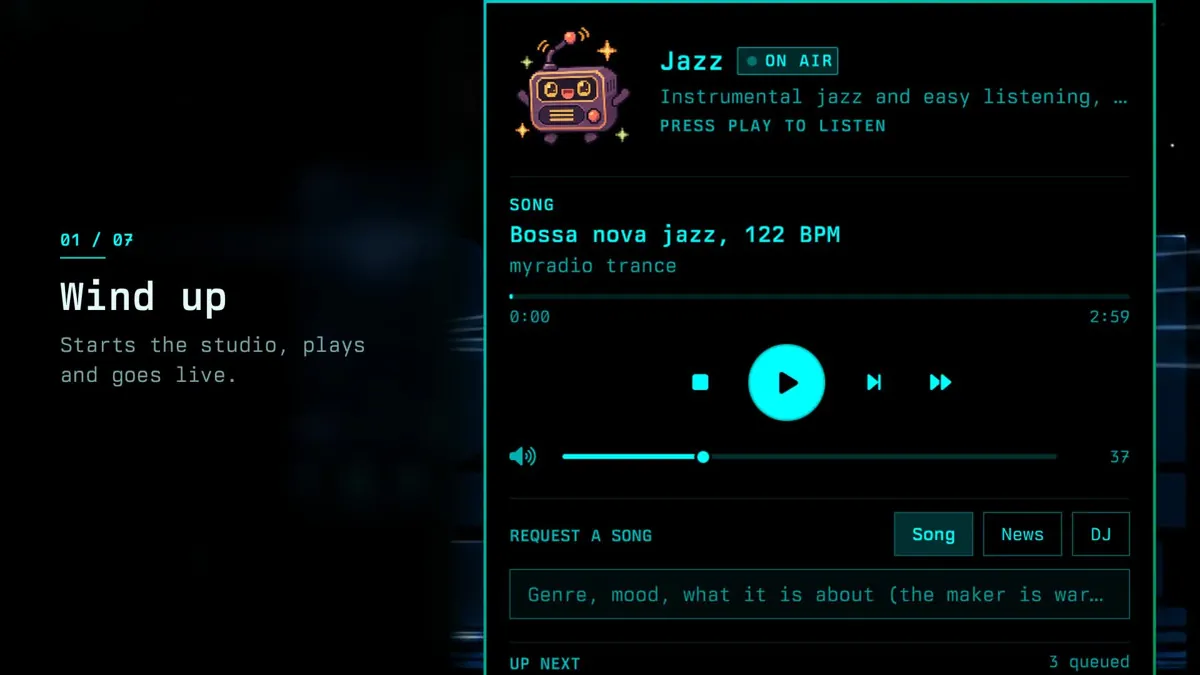 01 / 07
Wind up
Starts the studio, plays
and goes live.
Jazz
ON AIR
Instrumental jazz and easy listening, …
PRESS PLAY TO LISTEN
SONG
Bossa nova jazz, 122 BPM
myradio trance
0:00
2:59
37
REQUEST A SONG
Song
News
DJ
Genre, mood, what it is about (the maker is war…
UP NEXT
3 queued